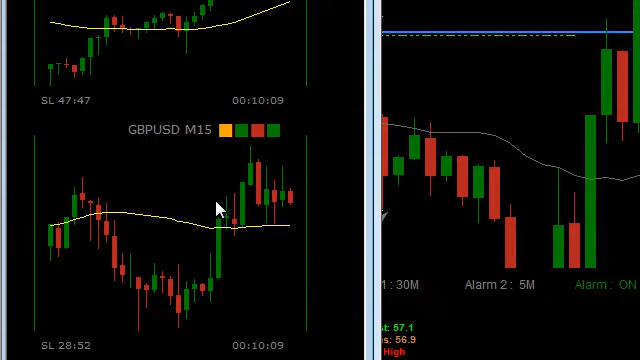 SL 47:47 00:10:09
GBPUSD M15
SL 28:52 00:10:09
: 30M Alarm 2 : 5M Alarm : ON
t: 57.1
s: 56.9
High